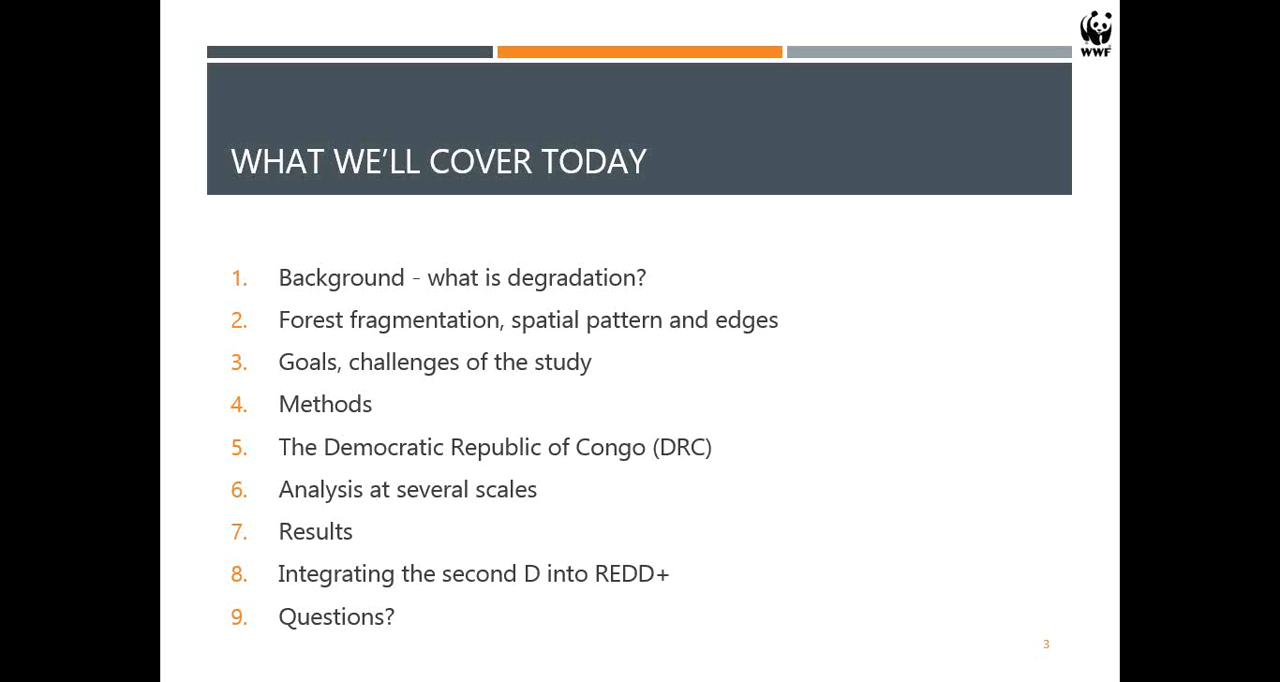 WWF
WHAT WE’LL COVER TODAY
1. Background - what is degradation?
2. Forest fragmentation, spatial pattern and edges
3. Goals, challenges of the study
4. Methods
5. The Democratic Republic of Congo (DRC)
6. Analysis at several scales
7. Results
8. Integrating the second D into REDD+
9. Questions?
3